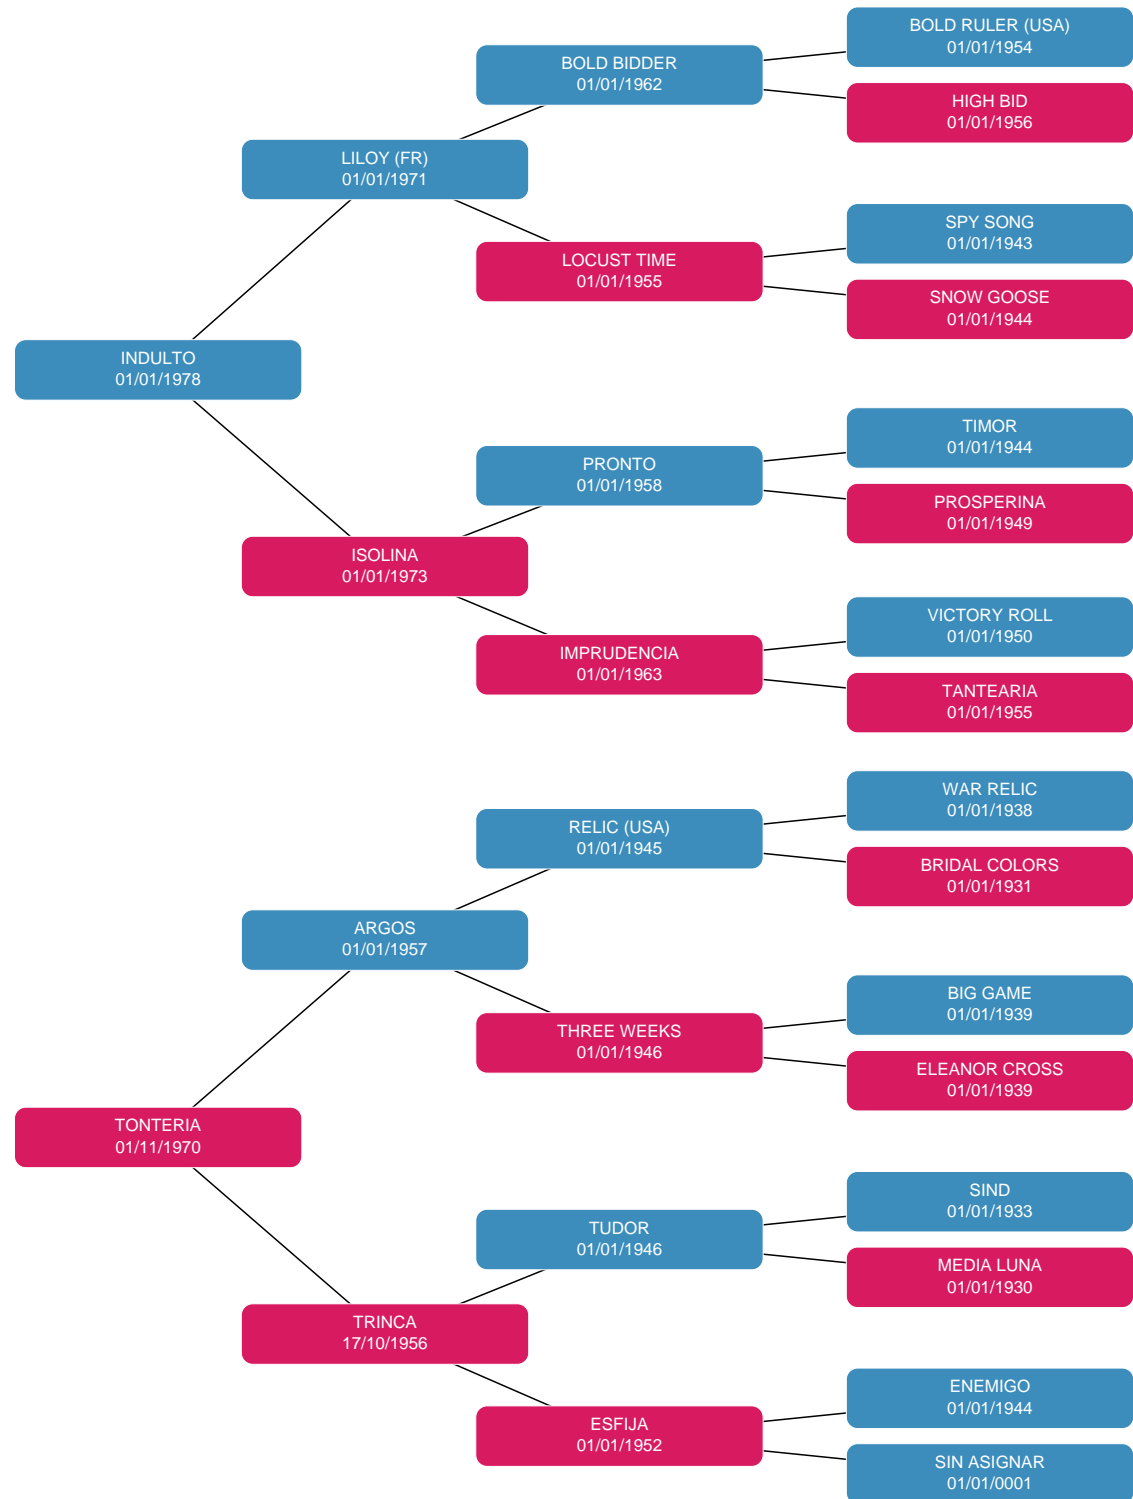 BOLD RULER (USA)
01/01/1954
BOLD BIDDER
01/01/1962
HIGH BID
01/01/1956
LILOY (FR)
01/01/1971
SPY SONG
01/01/1943
LOCUST TIME
01/01/1955
SNOW GOOSE
01/01/1944
INDULTO
01/01/1978
TIMOR
01/01/1944
PRONTO
01/01/1958
PROSPERINA
01/01/1949
ISOLINA
01/01/1973
VICTORY ROLL
01/01/1950
IMPRUDENCIA
01/01/1963
TANTEARIA
01/01/1955
WAR RELIC
01/01/1938
RELIC (USA)
01/01/1945
BRIDAL COLORS
01/01/1931
ARGOS
01/01/1957
BIG GAME
01/01/1939
THREE WEEKS
01/01/1946
ELEANOR CROSS
01/01/1939
TONTERIA
01/11/1970
SIND
01/01/1933
TUDOR
01/01/1946
MEDIA LUNA
01/01/1930
TRINCA
17/10/1956
ENEMIGO
01/01/1944
ESFIJA
01/01/1952
SIN ASIGNAR
01/01/0001